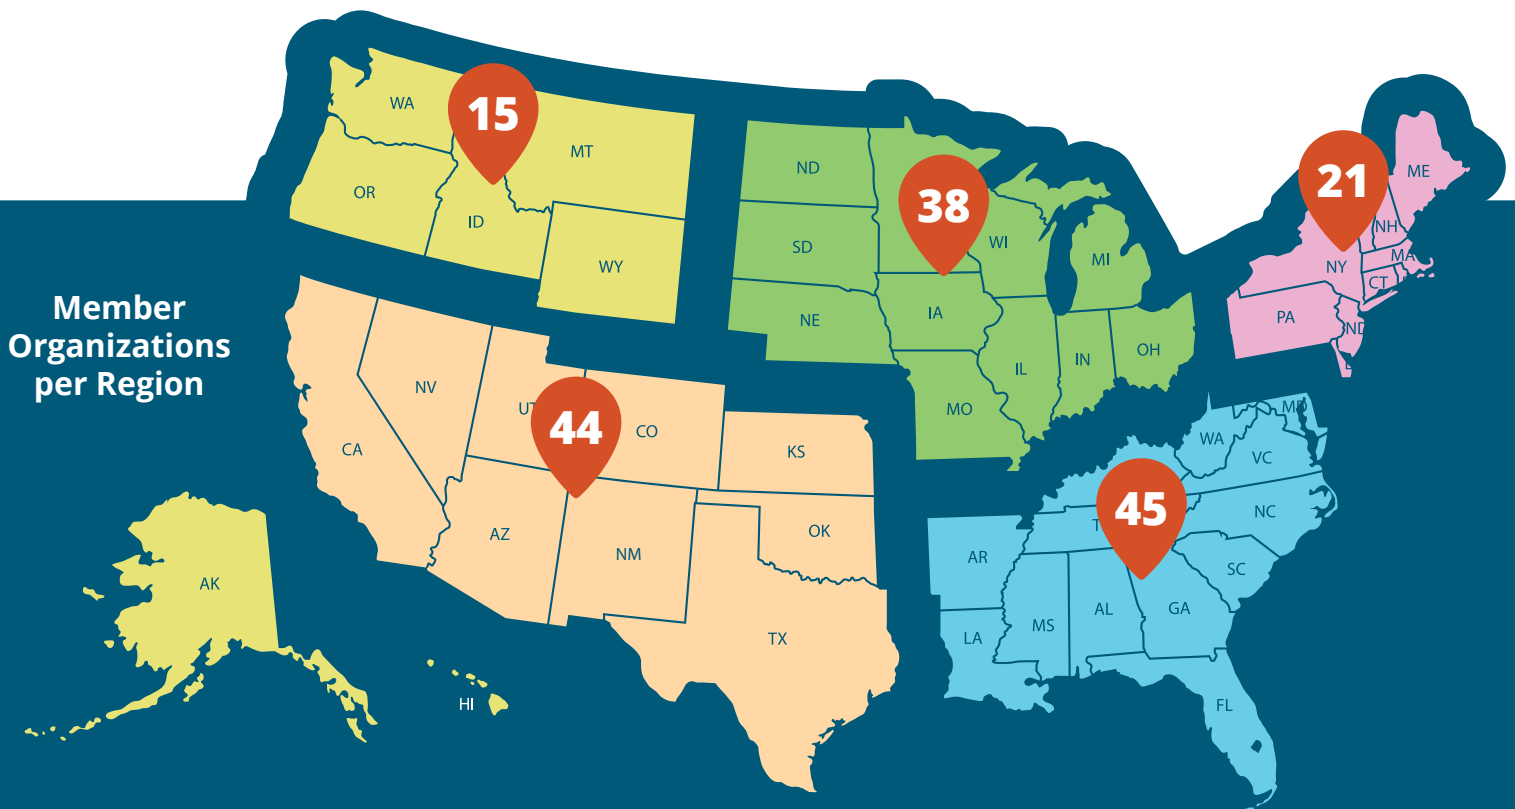 Member
Organizations
per Region
15
WA
MT
OR
ID
WY
38
ND
SD
WI
MI
NE
IA
IL
IN
OH
MO
21
ME
NH
NY
MA
CT
PA
44
NV
UT
CO
KS
CA
AZ
NM
OK
TX
45
MD
WA
VC
NC
AR
SC
LA
MS
AL
GA
FL
AK
HI